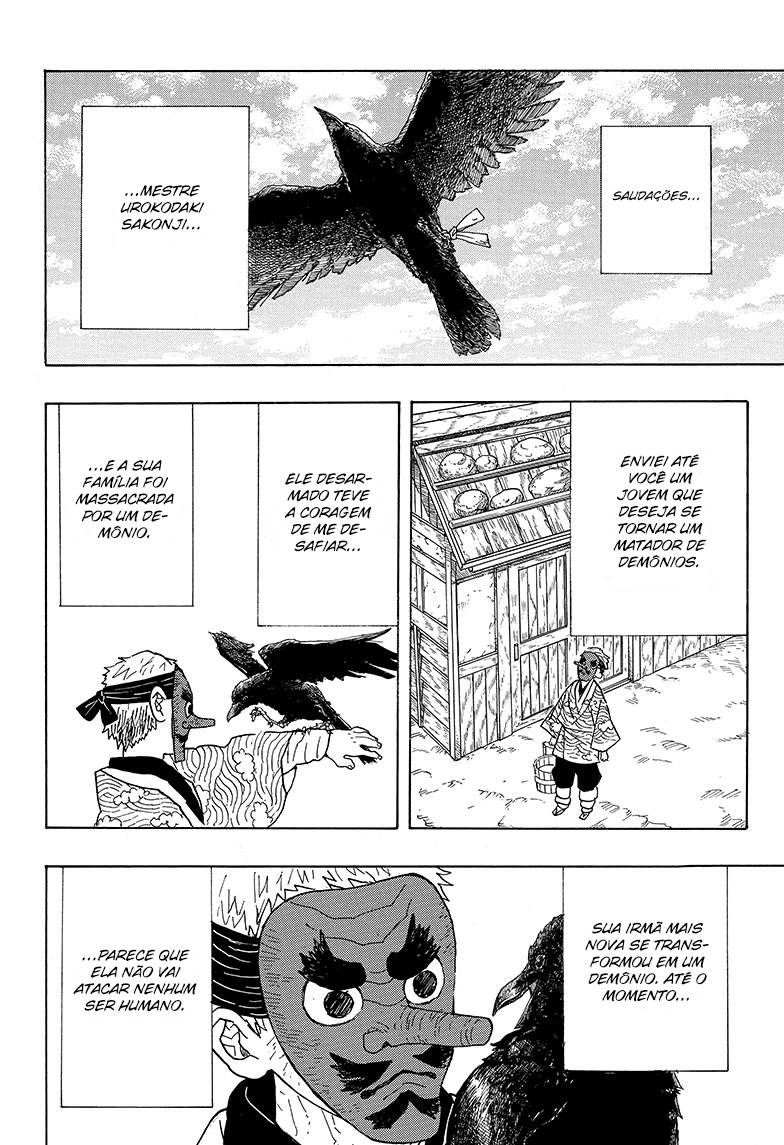 SAUDAÇÕES...
...MESTRE
UROKODAKI
SAKONJI...
ENVIEI ATÉ
VOCÊ UM
JOVEM QUE
DESEJA SE
TORNAR UM
MATADOR DE
DEMÔNIOS.
ELE DESAR-
MADO TEVE
A CORAGEM
DE ME DE-
SAFIAR...
...E A SUA
FAMÍLIA FOI
MASSACRADA
POR UM DE-
MÔNIO.
SUA IRMÃ MAIS
NOVA SE TRANS-
FORMOU EM UM
DEMÔNIO. ATÉ O
MOMENTO...
...PARECE QUE
ELA NÃO VAI
ATACAR NENHUM
SER HUMANO.